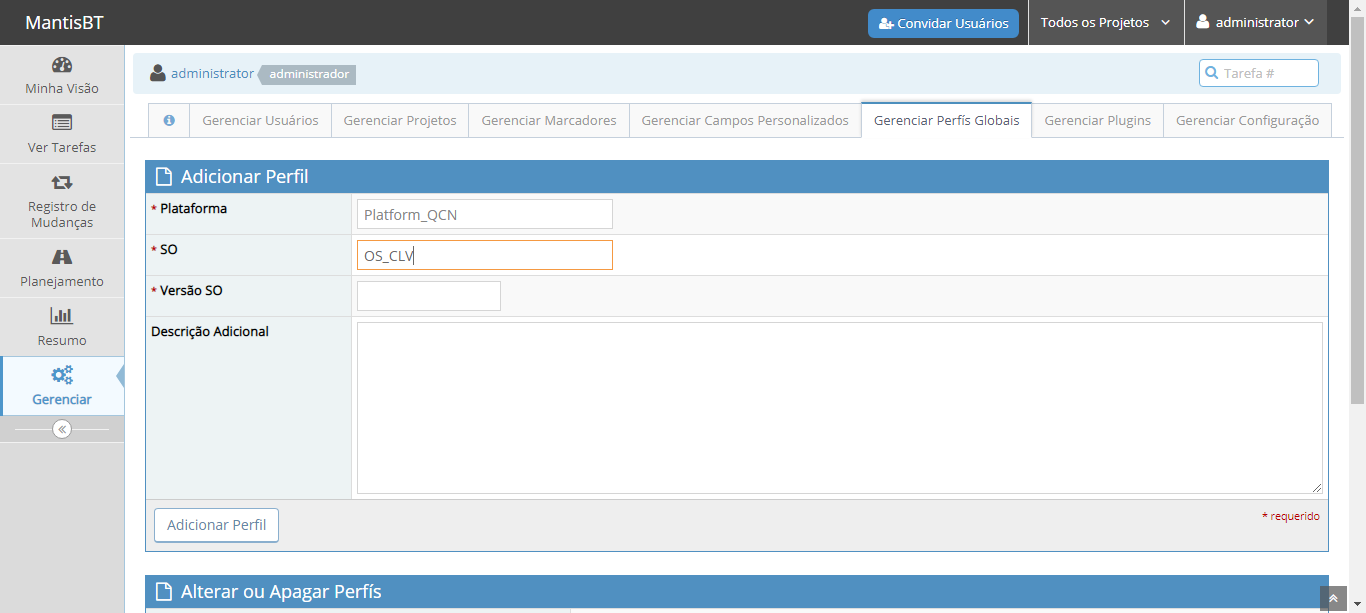 MantisBT
Convidar Usuários
Todos os Projetos
administrator
Minha Visão
Ver Tarefas
Registro de
Mudanças
Planejamento
Resumo
Gerenciar
administrator administrador
Tarefa #
Gerenciar Usuários
Gerenciar Projetos
Gerenciar Marcadores
Gerenciar Campos Personalizados
Gerenciar Perfís Globais
Gerenciar Plugins
Gerenciar Configuração
Adicionar Perfil
* Plataforma
Platform_QCN
* SO
OS_CLV
* Versão SO
Descrição Adicional
Adicionar Perfil
* requerido
Alterar ou Apagar Perfís